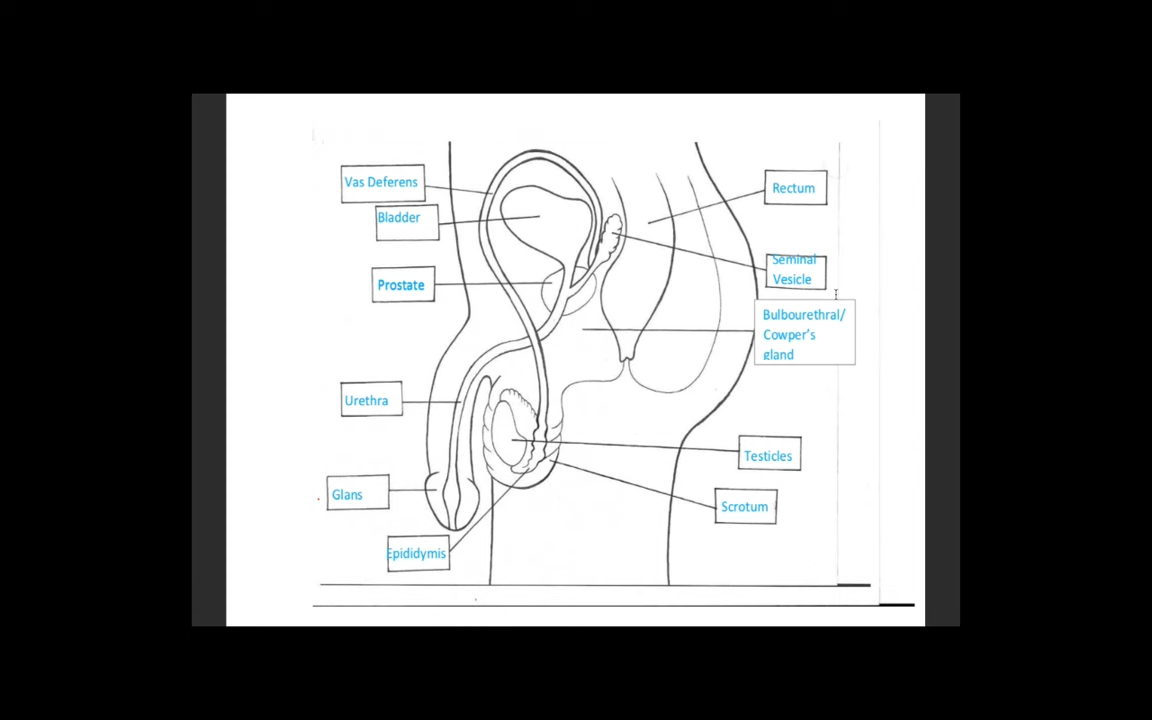 Vas Deferens
Bladder
Prostate
Urethra
Glans
Epididymis
Rectum
Seminal
Vesicle
Bulbourethral/
Cowper's
gland
Testicles
Scrotum